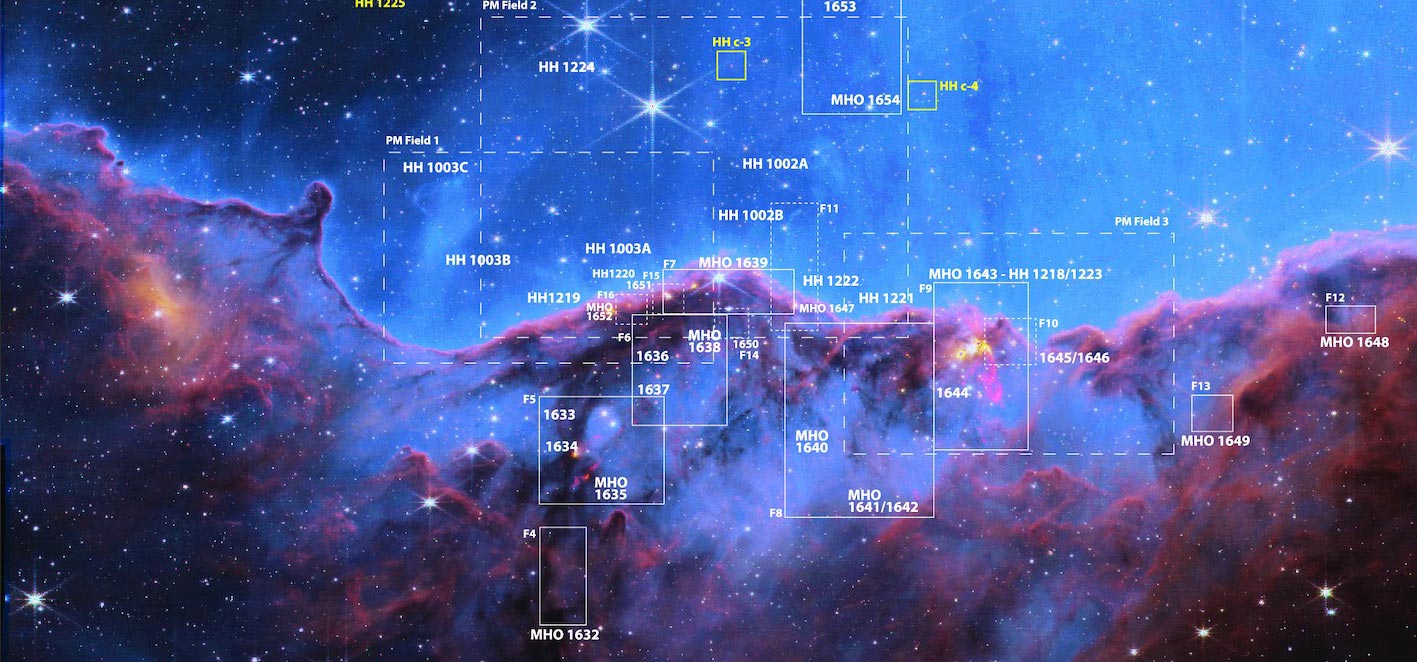 HH 1225
PM Field 2
1653
HH c-3
HH 1224
HH c-4
MHO 1654
PM Field 1
HH 1003C
HH 1002A
HH 1002B
F11
PM Field 3
HH 1003A
HH 1003B
F7
MHO 1639
HH1220
F15
1651
MHO 1643 - HH 1218/1223
HH 1222
F9
HH1219
F16
MHO
1652
HH 1221
MHO 1647
F12
MHO 1648
F10
F6
MHO
1638
1650
F14
1636
1645/1646
1637
1644
F13
MHO 1649
F5
1633
1634
MHO
1640
MHO
1635
MHO
1641/1642
F8
F4
MHO 1632